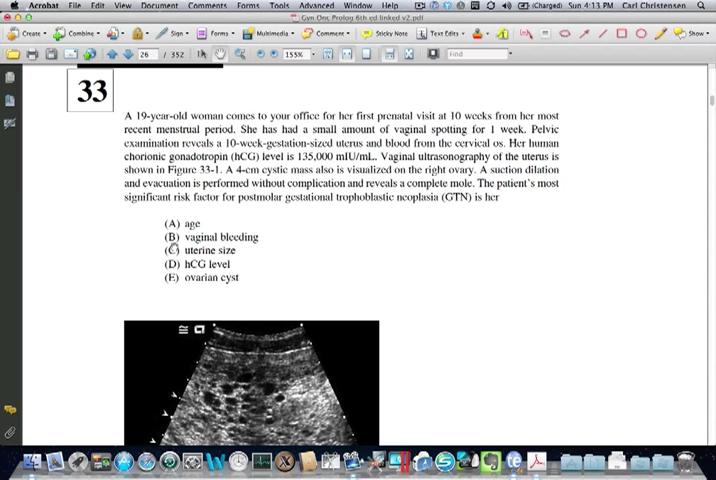 Acrobat File Edit View Document Comments Forms Tools Advanced Window Help (Charged) Sun 4:13 PM Carl Christensen
Gyn Onc Prolog 6th ed linked v2.pdf
Create Combine Sign Forms Multimedia Comment Sticky Note Text Edits Show
26 / 352 155% Find
33
A 19-year-old woman comes to your office for her first prenatal visit at 10 weeks from her most
recent menstrual period. She has had a small amount of vaginal spotting for 1 week. Pelvic
examination reveals a 10-week-gestation-sized uterus and blood from the cervical os. Her human
chorionic gonadotropin (hCG) level is 135,000 mIU/mL. Vaginal ultrasonography of the uterus is
shown in Figure 33-1. A 4-cm cystic mass also is visualized on the right ovary. A suction dilation
and evacuation is performed without complication and reveals a complete mole. The patient's most
significant risk factor for postmolar gestational trophoblastic neoplasia (GTN) is her
(A) age
(B) vaginal bleeding
(C) uterine size
(D) hCG level
(E) ovarian cyst